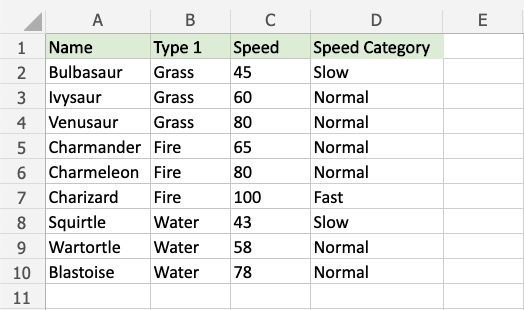 A B C D E
1 Name Type 1 Speed Speed Category
2 Bulbasaur Grass 45 Slow
3 Ivysaur Grass 60 Normal
4 Venusaur Grass 80 Normal
5 Charmander Fire 65 Normal
6 Charmeleon Fire 80 Normal
7 Charizard Fire 100 Fast
8 Squirtle Water 43 Slow
9 Wartortle Water 58 Normal
10 Blastoise Water 78 Normal
11